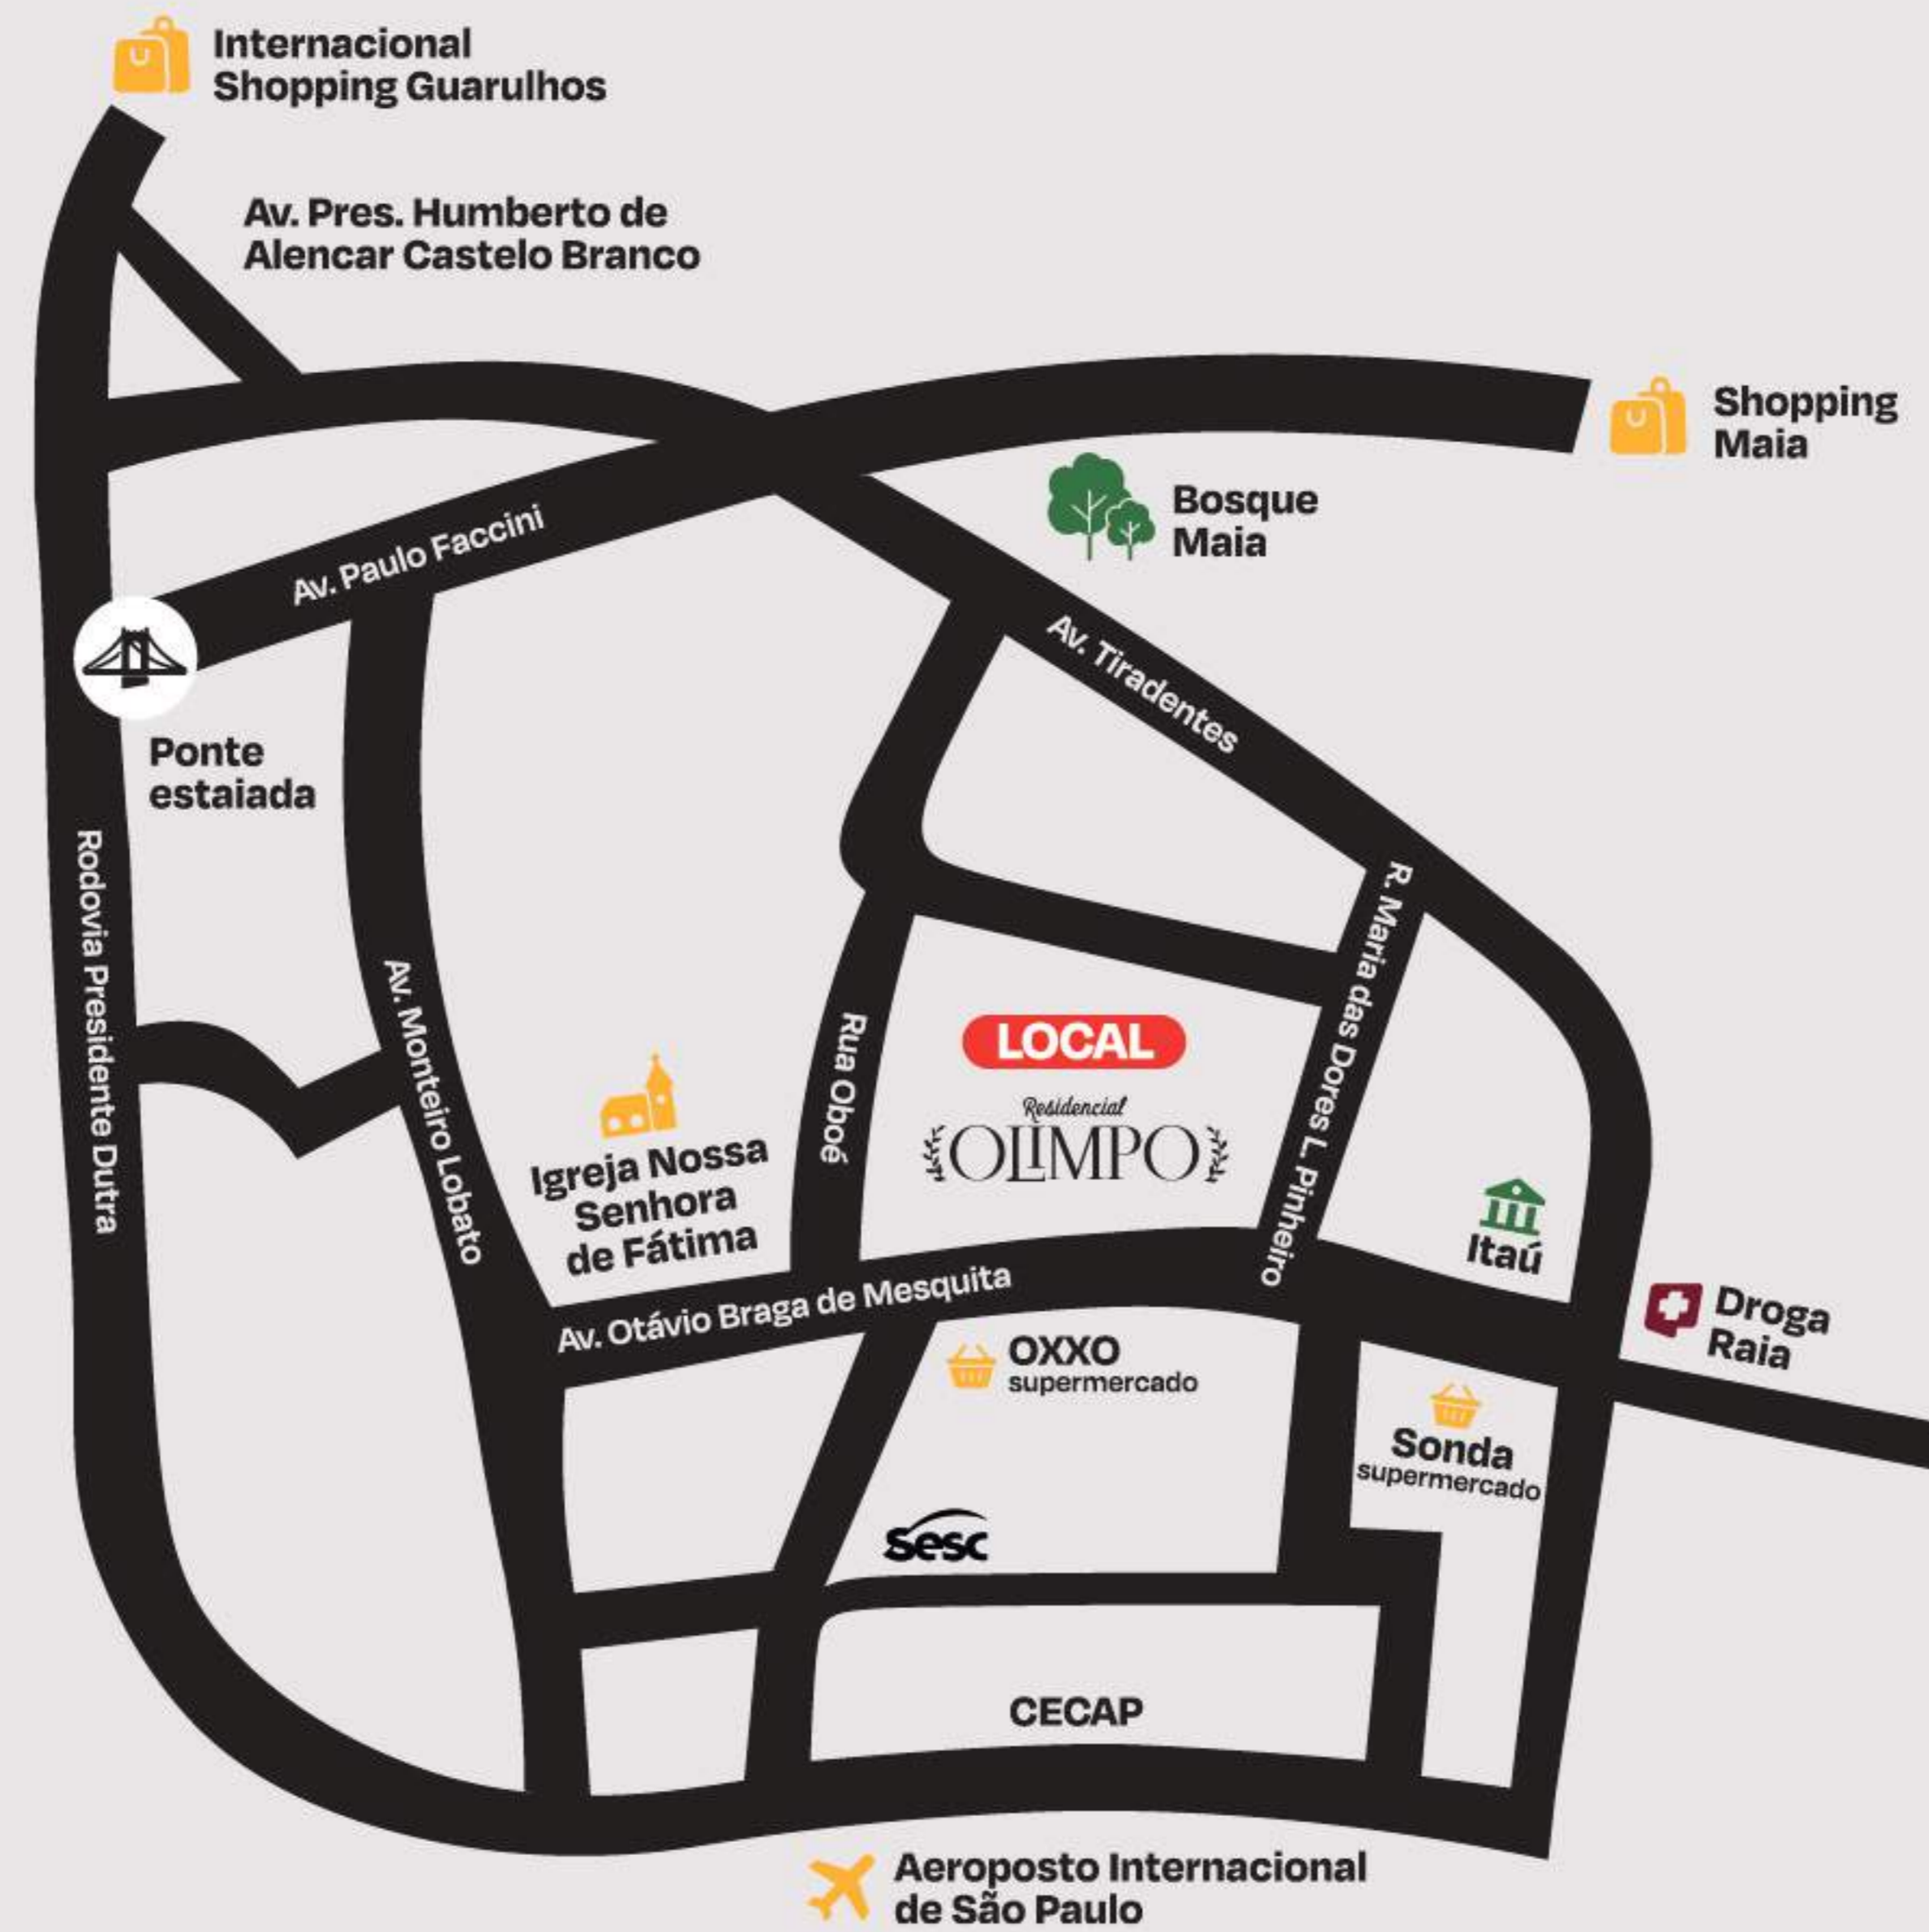 Internacional
Shopping Guarulhos
Av. Pres. Humberto de
Alencar Castelo Branco
Shopping
Maia
Bosque
Maia
Av. Paulo Faccini
Av. Tiradentes
Ponte
estaiada
Rodovia Presidente Dutra
Av. Monteiro Lobato
R. Maria das Dores L. Pinheiro
Rua Oboé
LOCAL
Residencial
OLIMPO
Igreja Nossa
Senhora
de Fátima
Itaú
Av. Otávio Braga de Mesquita
Droga
Raia
OXXO
supermercado
Sonda
supermercado
Sesc
CECAP
Aeroposto Internacional
de São Paulo